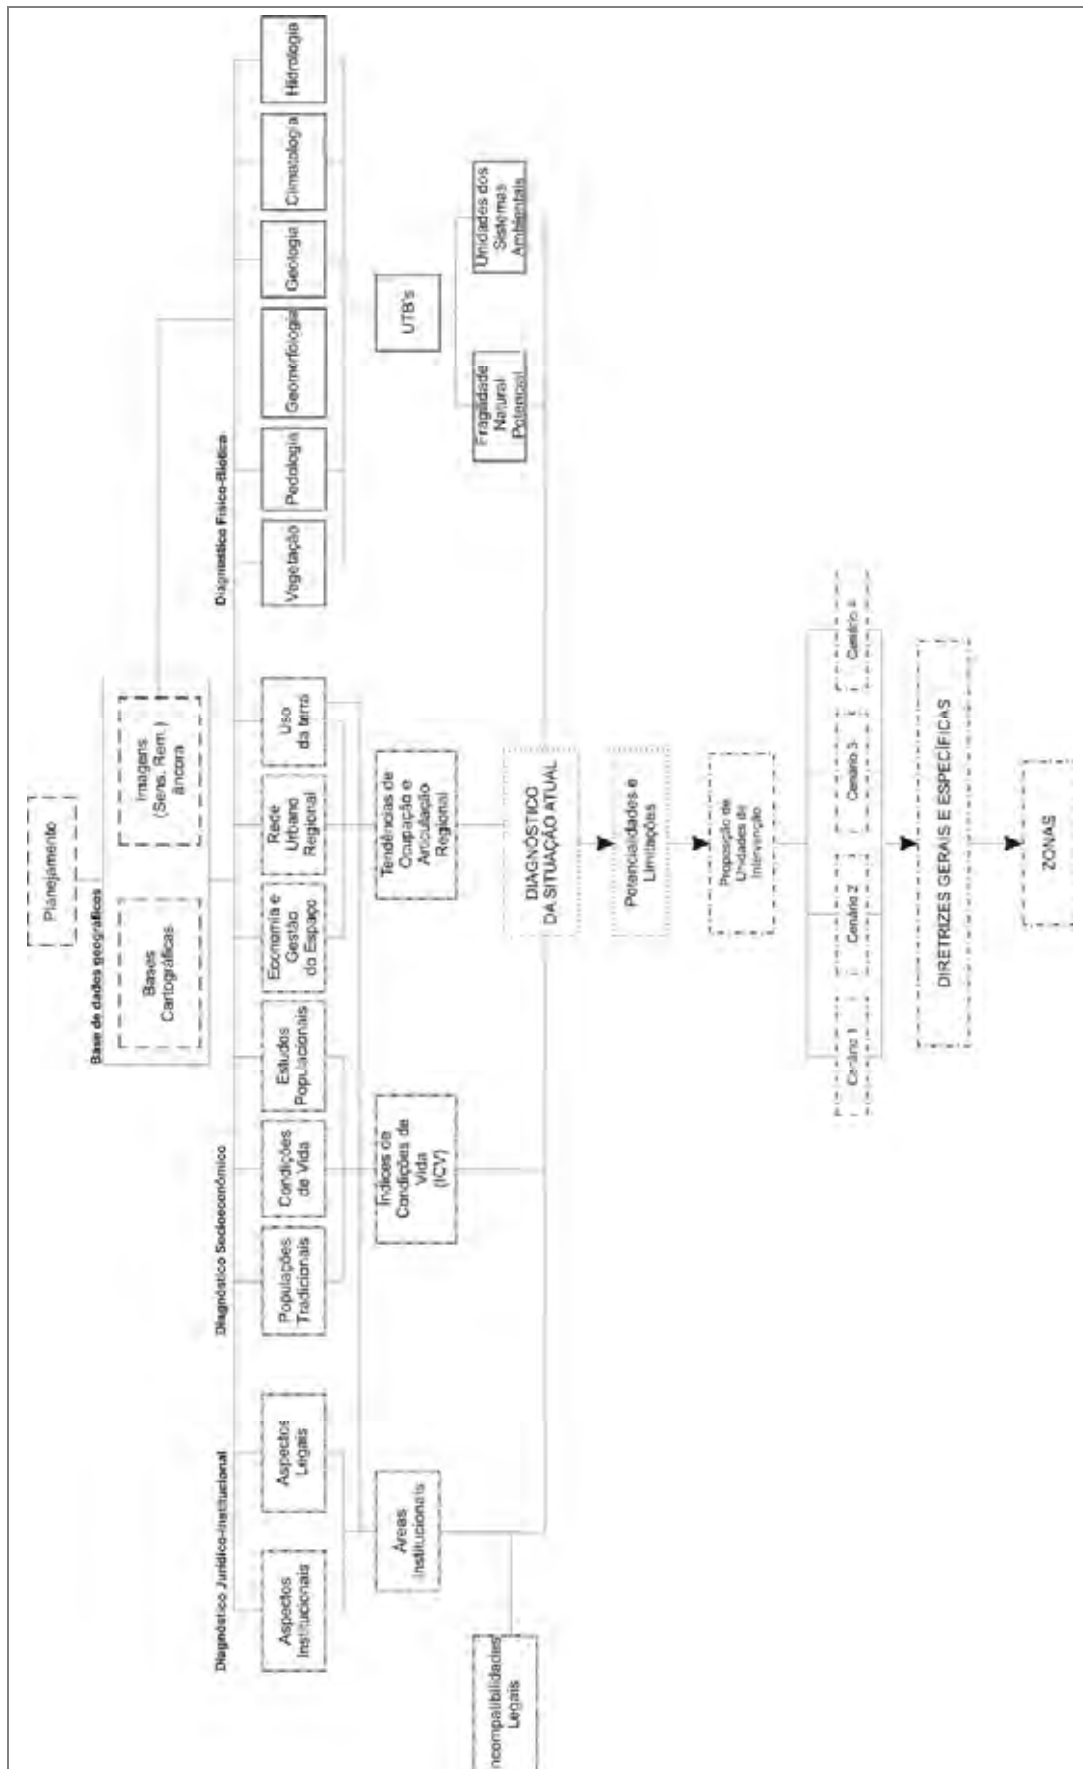 Planejamento
Base de dados geográficos
Bases
Cartográficas
Imagens
(Sens. Rem.)
âncora
Diagnóstico Jurídico-institucional
Diagnóstico Socioeconômico
Diagnóstico Físico-Biótico
Aspectos
Institucionais
Aspectos
Legais
Populações
Tradicionais
Condições
de Vida
Estudos
Populacionais
Economia e
Gestão
do Espaço
Rede
Urbano
Regional
Uso
da terra
Vegetação
Pedologia
Geomorfologia
Geologia
Climatologia
Hidrologia
Áreas
Institucionais
Índices de
Condições de
Vida
(ICV)
Tendências de
Ocupação e
Articulação
Regional
UTB's
ncompatibilidades
Legais
Fragilidade
Natural
Potencial
Unidades dos
Sistemas
Ambientais
DIAGNÓSTICO
DA SITUAÇÃO ATUAL
Potencialidades e
Limitações
Proposição de
Unidades de
Intervenção
Cenário 1
Cenário 2
Cenário 3
Cenário 4
DIRETRIZES GERAIS E ESPECÍFICAS
ZONAS